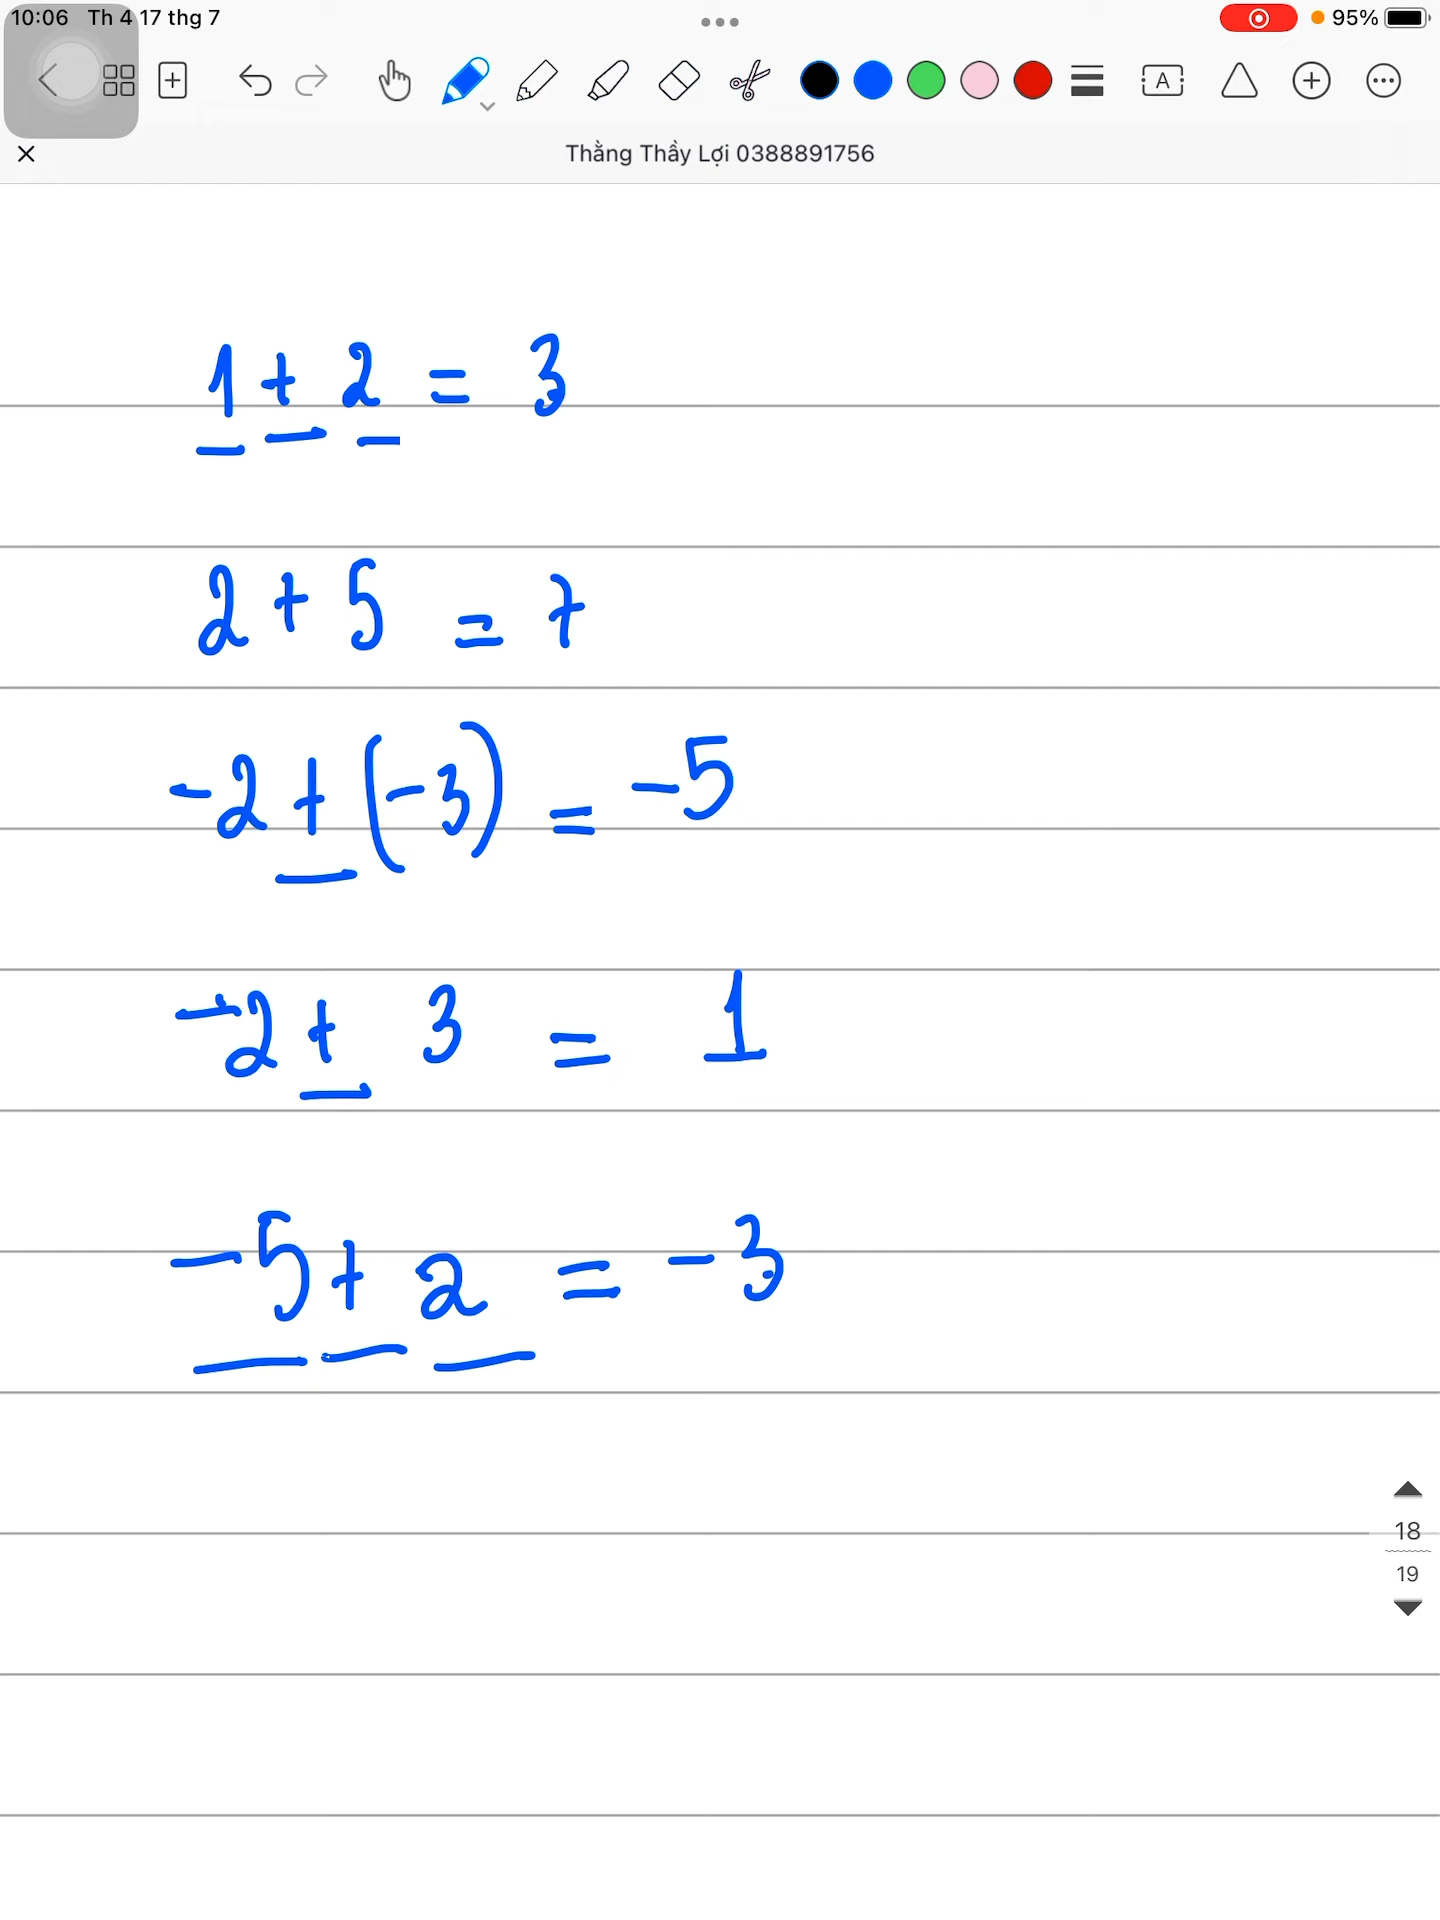 10:06 Th 4 17 thg 7 95%
A
Thằng Thầy Lợi 0388891756
1 + 2 = 3
2 + 5 = 7
-2 + (-3) = -5
-2 + 3 = 1
-5 + 2 = -3
18
19